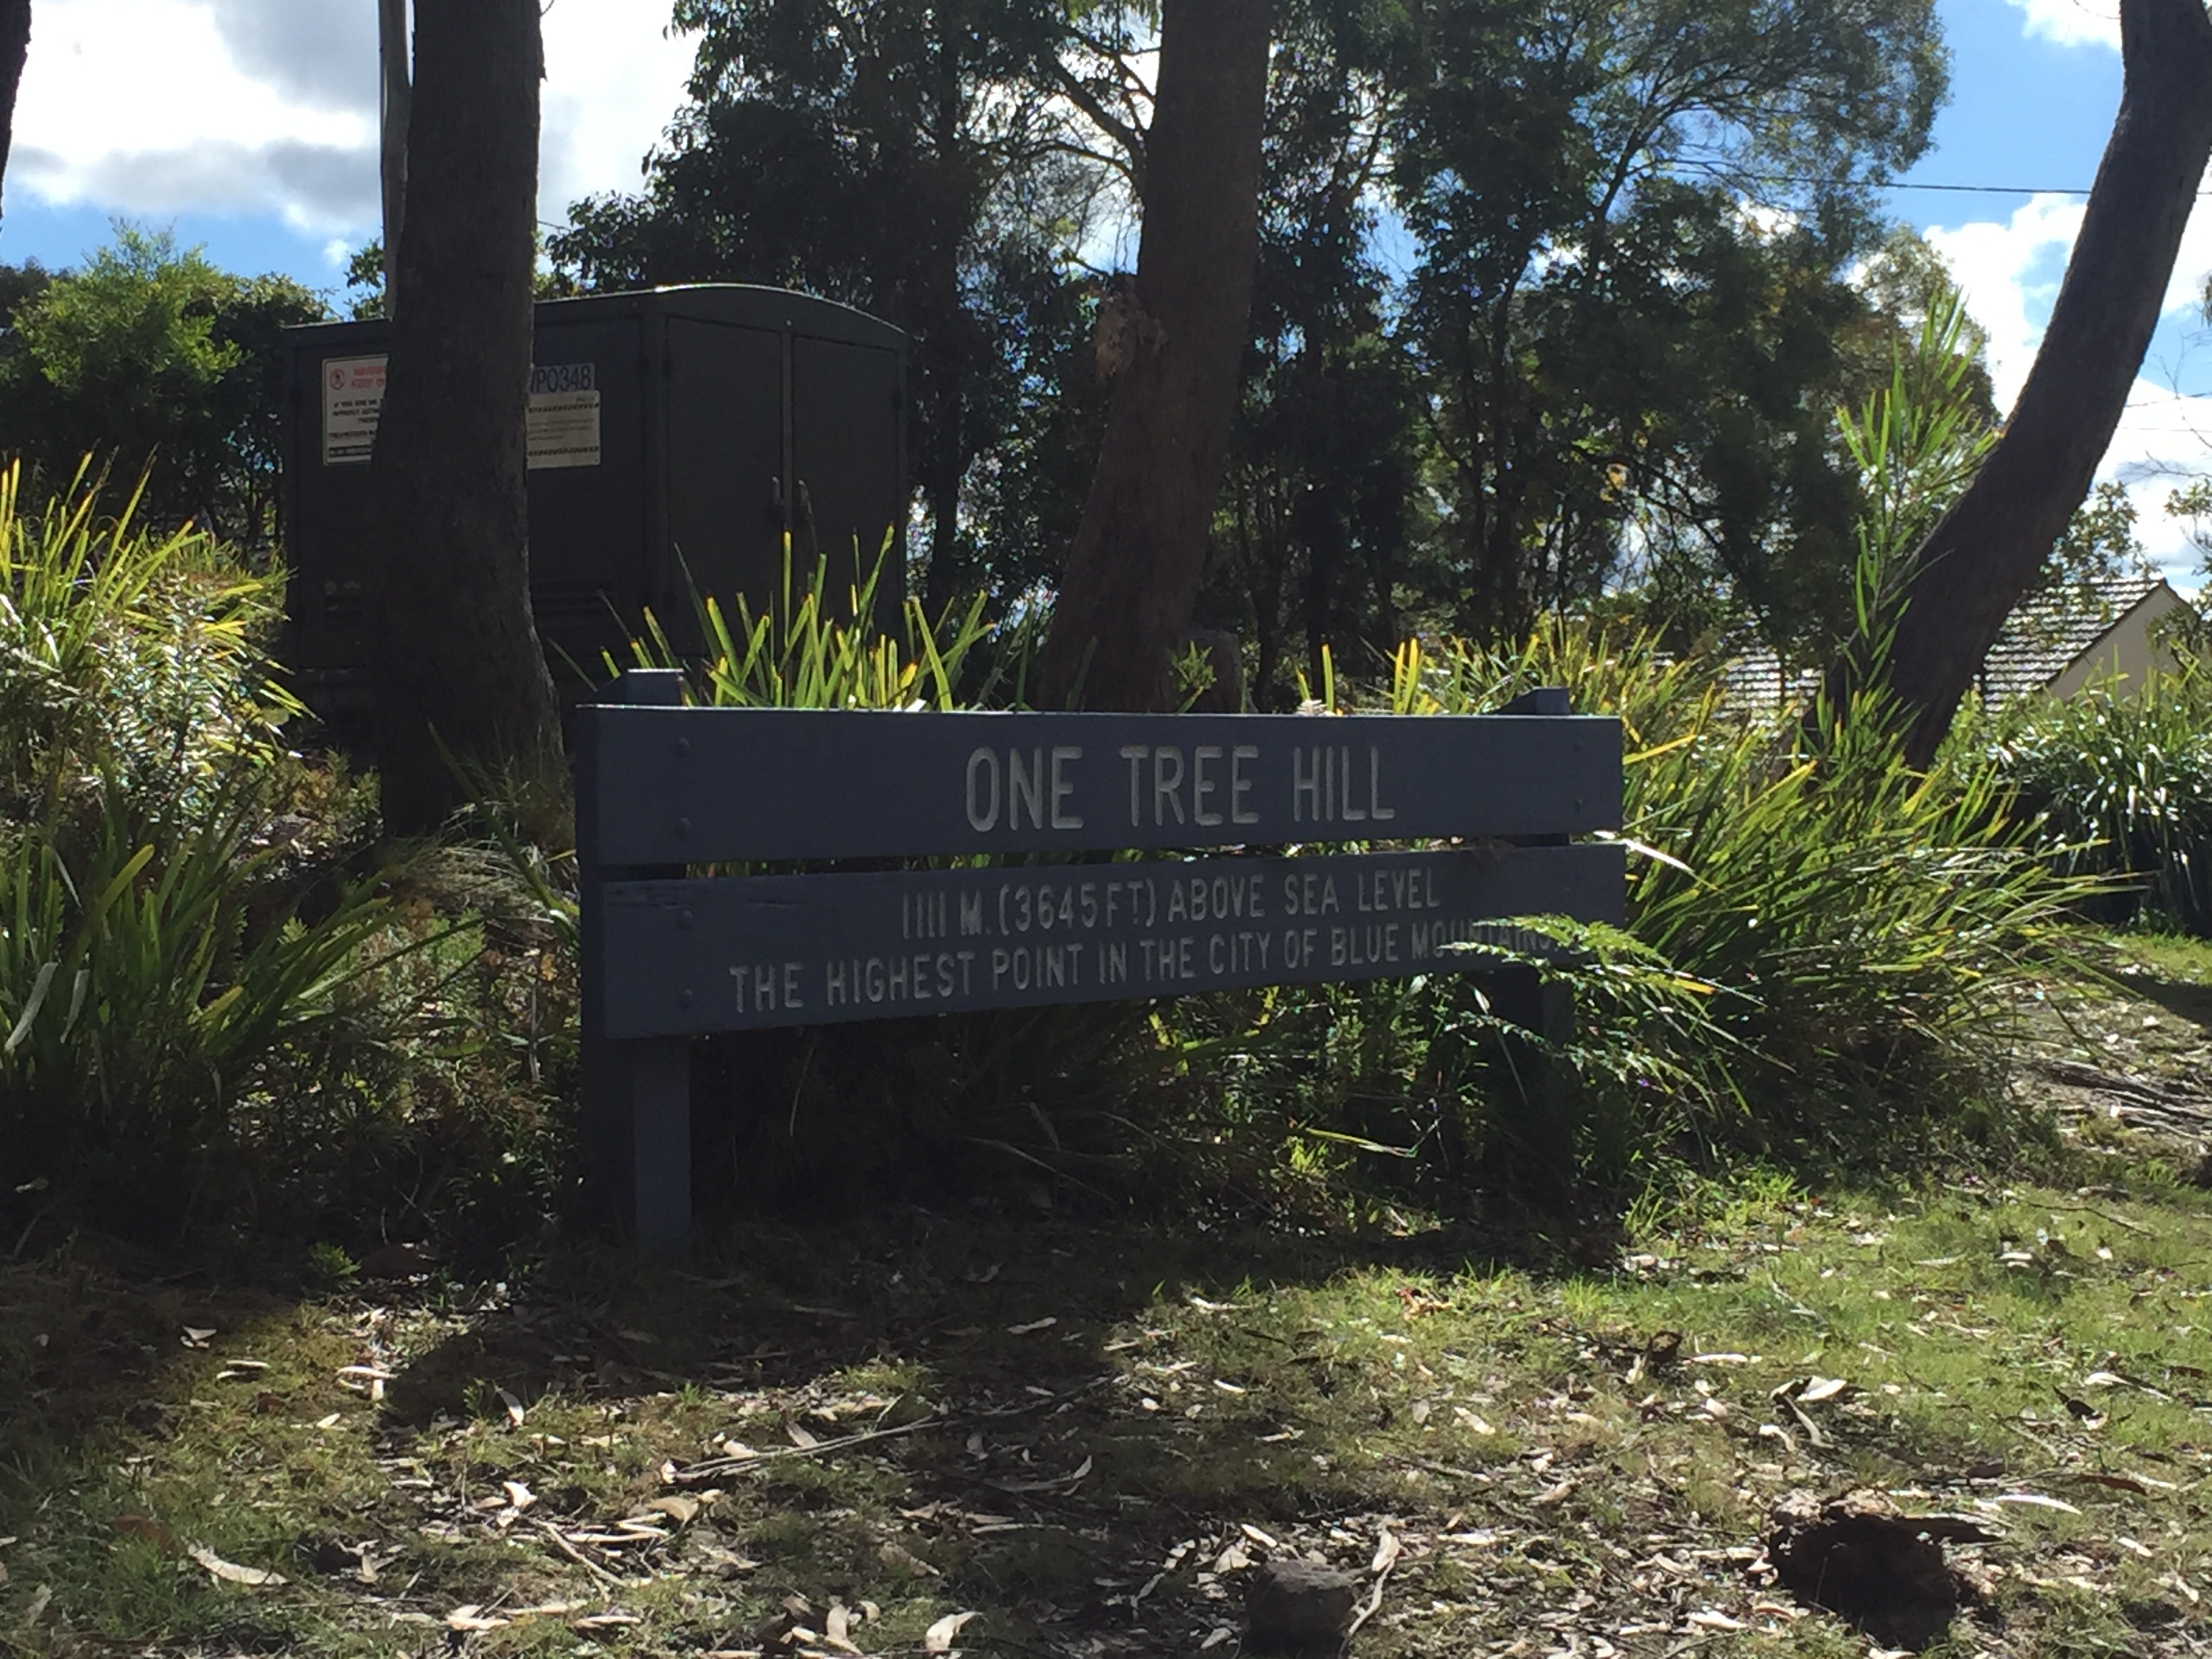 ONE TREE HILL
1111 M. (3645 FT) ABOVE SEA LEVEL
THE HIGHEST POINT IN THE CITY OF BLUE MOUNTAINS